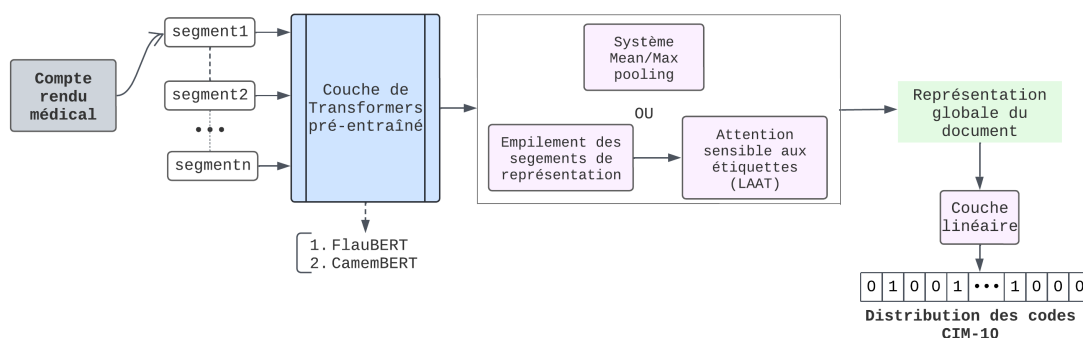 Compte
rendu
médical
segment1
segment2
•••
segmentn
Couche de
Transformers
pré-entraîné
1. FlauBERT
2. CamemBERT
Système
Mean/Max
pooling
OU
Empilement des
segements de
représentation
Attention
sensible aux
étiquettes
(LAAT)
Représentation
globale du
document
Couche
linéaire
0 1 0 0 1 ••• 1 0 0 0
Distribution des codes
CIM-10